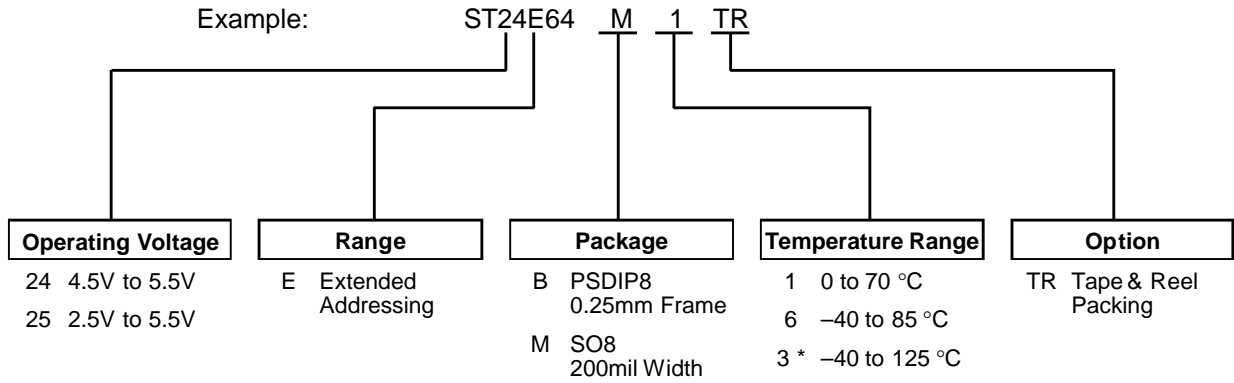 Example: ST24E64 M 1 TR
Operating Voltage
24 4.5V to 5.5V
25 2.5V to 5.5V
Range
E Extended
Addressing
Package
B PSDIP8
0.25mm Frame
M SO8
200mil Width
Temperature Range
1 0 to 70 °C
6 –40 to 85 °C
3 * –40 to 125 °C
Option
TR Tape & Reel
Packing